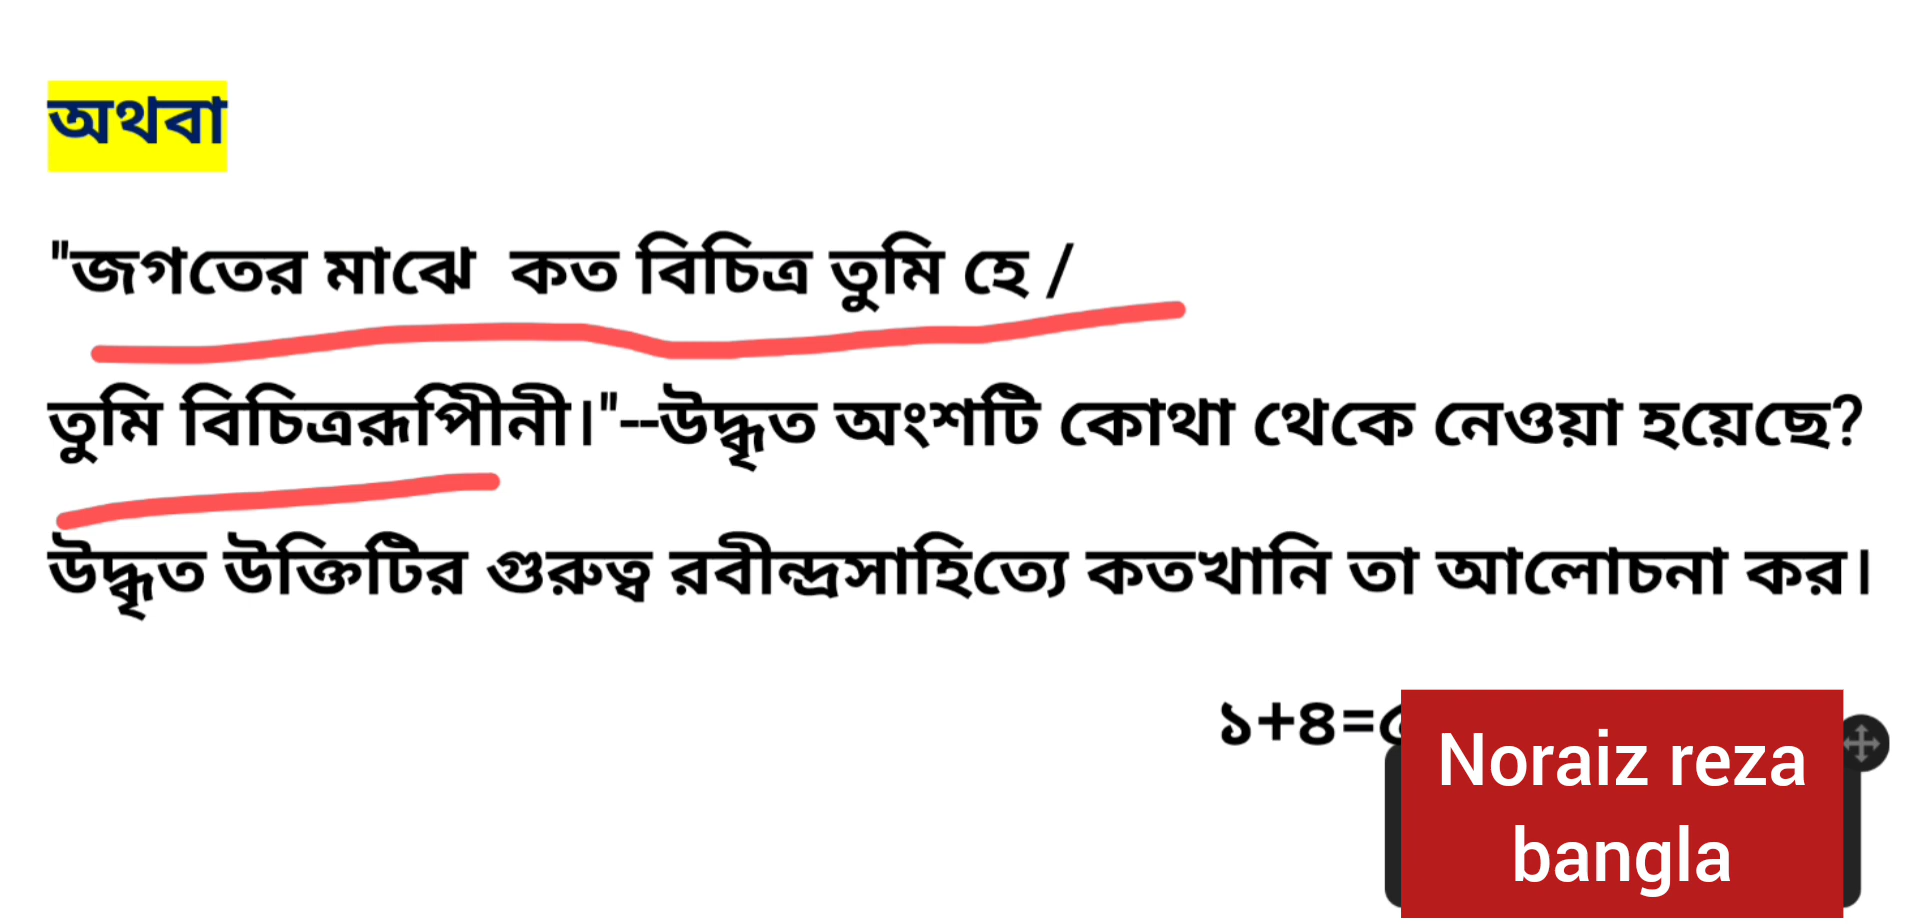 অথবা
"জগতের মাঝে কত বিচিত্র তুমি হে /
তুমি বিচিত্ররূপিীনী।"--উদ্ধৃত অংশটি কোথা থেকে নেওয়া হয়েছে?
উদ্ধৃত উক্তিটির গুরুত্ব রবীন্দ্রসাহিত্যে কতখানি তা আলোচনা কর।
১+৪=
Noraiz reza
bangla